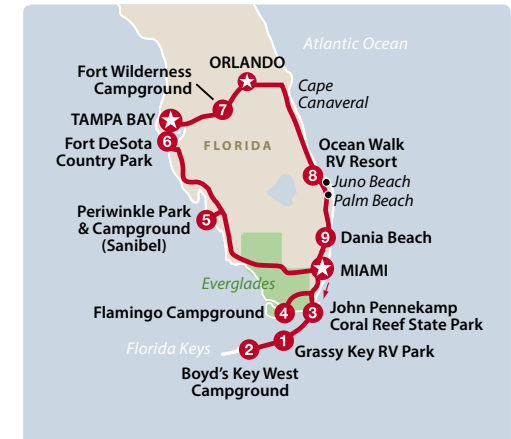 Atlantic Ocean
ORLANDO
Fort Wilderness
Campground
Cape
Canaveral
7
TAMPA BAY
6
Fort DeSota
Country Park
FLORIDA
Ocean Walk
RV Resort
8
Juno Beach
Palm Beach
Periwinkle Park
& Campground
(Sanibel)
5
9
Dania Beach
MIAMI
Everglades
Flamingo Campground
4
3
John Pennekamp
Coral Reef State Park
Florida Keys
2
1
Grassy Key RV Park
Boyd's Key West
Campground